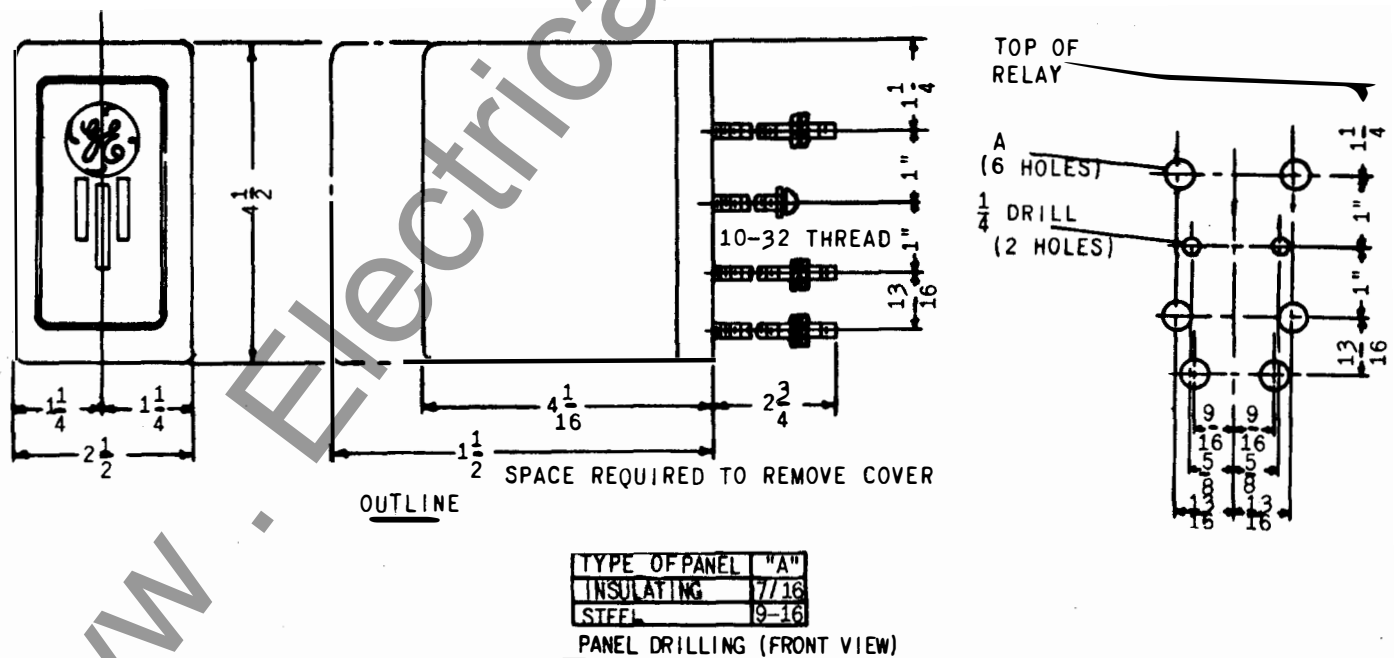 GE
4 1/2
1 1/4
1"
10-32 THREAD
1"
13/16
1 1/4
1 1/4
2 1/2
4 1/16
2 3/4
1 1/2
SPACE REQUIRED TO REMOVE COVER
OUTLINE
TOP OF
RELAY
A
(6 HOLES)
1/4 DRILL
(2 HOLES)
1 1/4
1"
1"
13/16
9/16 9/16
5/8 5/8
13/16 13/16
TYPE OF PANEL "A"
INSULATING 7/16
STEEL 9-16
PANEL DRILLING (FRONT VIEW)
w . Electrica